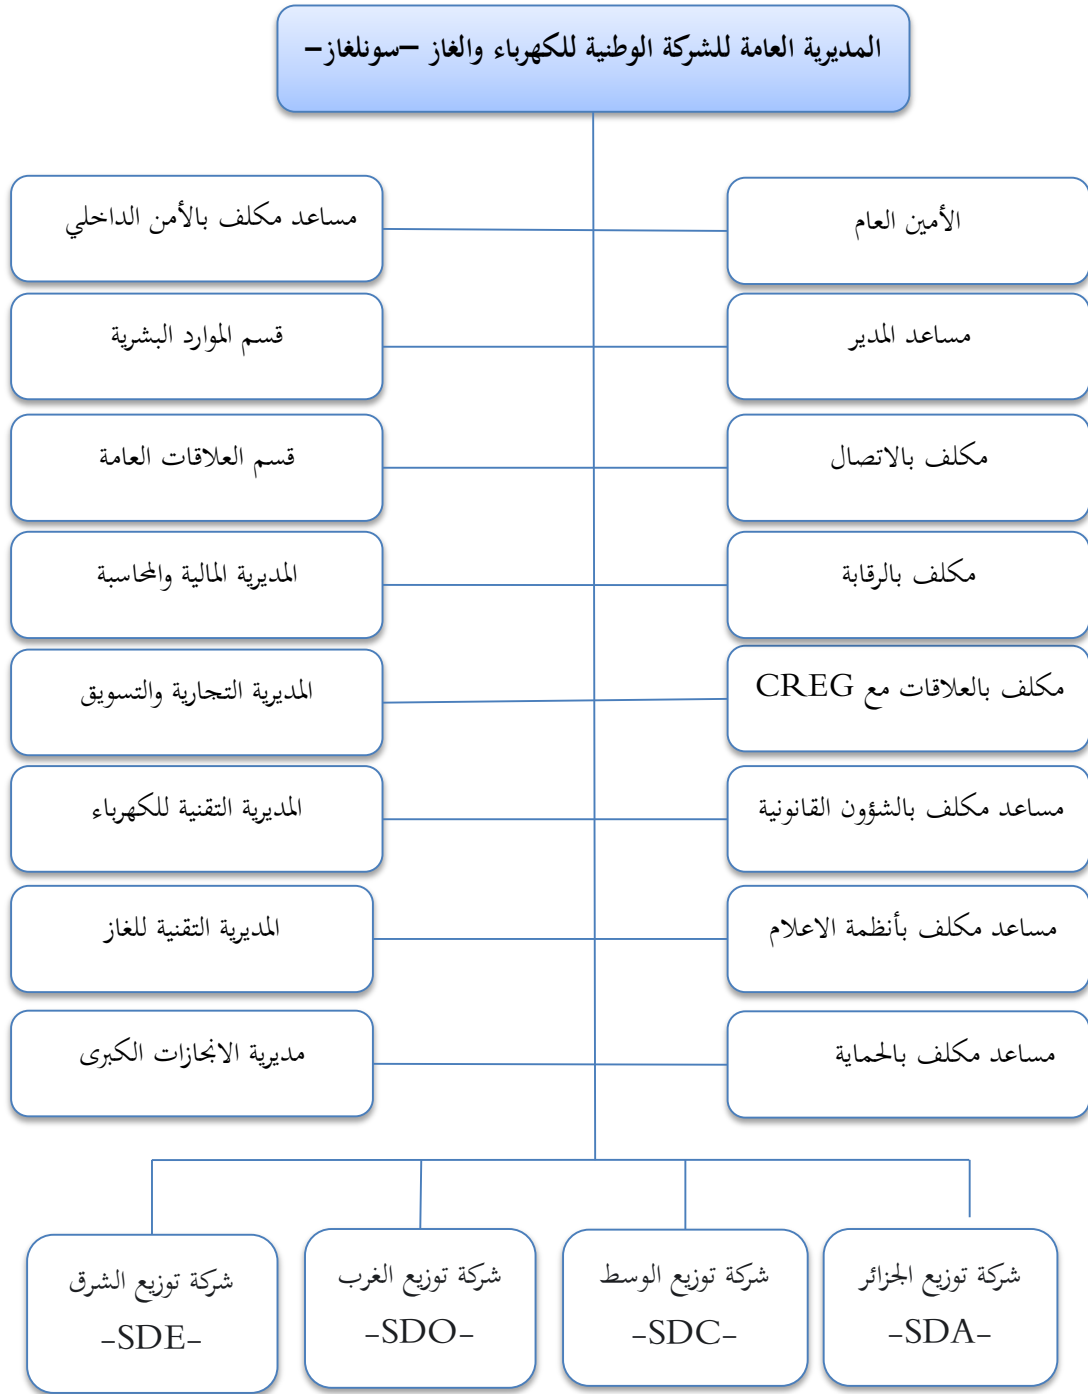 المديرية العامة للشركة الوطنية للكهرباء والغاز –سونلغاز–
الأمين العام
مساعد مكلف بالأمن الداخلي
مساعد المدير
قسم الموارد البشرية
مكلف بالاتصال
قسم العلاقات العامة
مكلف بالرقابة
المديرية المالية والمحاسبة
مكلف بالعلاقات مع CREG
المديرية التجارية والتسويق
مساعد مكلف بالشؤون القانونية
المديرية التقنية للكهرباء
مساعد مكلف بأنظمة الاعلام
المديرية التقنية للغاز
مساعد مكلف بالحماية
مديرية الانجازات الكبرى
شركة توزيع الجزائر
-SDA-
شركة توزيع الوسط
-SDC-
شركة توزيع الغرب
-SDO-
شركة توزيع الشرق
-SDE-